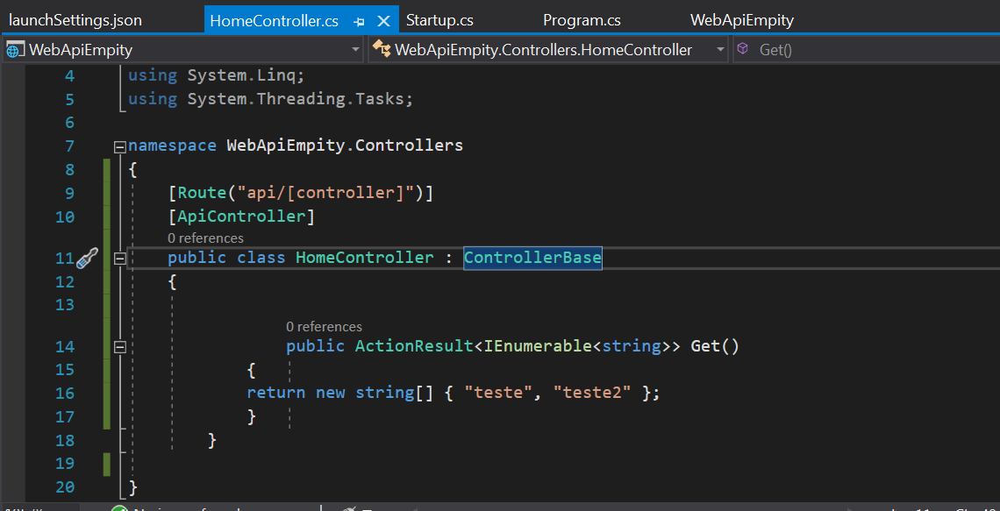 launchSettings.json HomeController.cs Startup.cs Program.cs WebApiEmpity
WebApiEmpity WebApiEmpity.Controllers.HomeController Get()
4 using System.Linq;
5 using System.Threading.Tasks;
6
7 namespace WebApiEmpity.Controllers
8 {
9 [Route("api/[controller]")]
10 [ApiController]
0 references
11 public class HomeController : ControllerBase
12 {
13
0 references
14 public ActionResult<IEnumerable<string>> Get()
15 {
16 return new string[] { "teste", "teste2" };
17 }
18 }
19
20 }